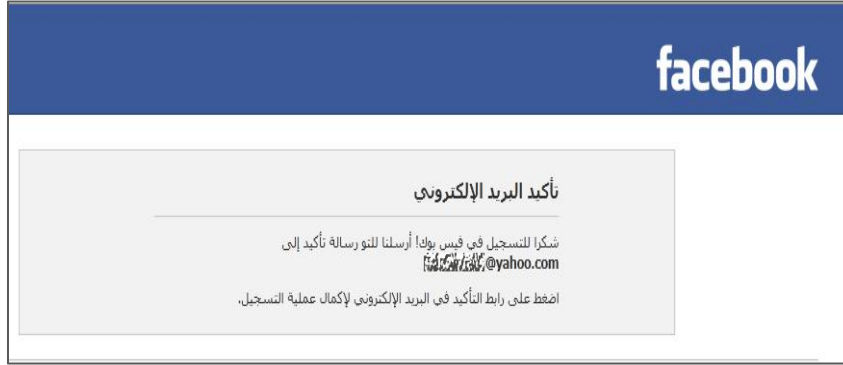 facebook
تأكيد البريد الإلكتروني
شكرا للتسجيل في فيس بوك! أرسلنا للتو رسالة تأكيد إلى
@yahoo.com
اضغط على رابط التأكيد في البريد الإلكتروني لإكمال عملية التسجيل.